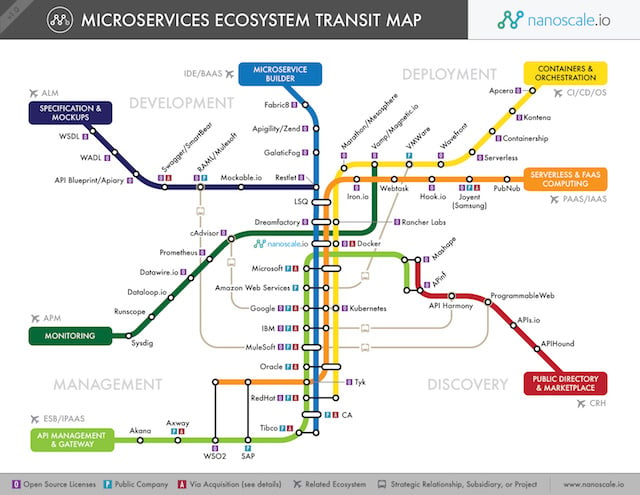 v1.0
MICROSERVICES ECOSYSTEM TRANSIT MAP
nanoscale.io
IDE/BAAS
MICROSERVICE
BUILDER
DEPLOYMENT
CONTAINERS &
ORCHESTRATION
ALM
DEVELOPMENT
Apcera O
CI/CD/OS
SPECIFICATION &
MOCKUPS
Fabric8 O
Kontena
WSDL O
Apigility/Zend O
Containership
WADL O
GalaticFog O
Serverless
API Blueprint/Apiary O
Swagger/SmartBear
O A
RAML/Mulesoft
P
Mockable.io
Restlet O
Marathon/Mesosphere
O
Vamp/Magnetic.io
O
VMWare
P
Wavefront
SERVERLESS & FAAS
COMPUTING
PAAS/IAAS
Iron.io
O
Webtask
Hook.io
O
Joyent
(Samsung)
O P A
PubNub
LSQ
Dreamfactory O
O Rancher Labs
cAdvisor O
nanoscale.io
O A Docker
Prometheus O
Mashape
O
Datawire.io O
Microsoft P A
APinf
O
Dataloop.io
Amazon Web Services P
ProgrammableWeb
Runscope
Google O P A
O Kubernetes
API Harmony
APIs.io
APM
IBM P A
MONITORING
Sysdig
MuleSoft O P
APIHound
Oracle P A
MANAGEMENT
O Tyk
DISCOVERY
PUBLIC DIRECTORY
& MARKETPLACE
RedHat O P A
CRH
ESB/IPAAS
P A CA
API MANAGEMENT
& GATEWAY
Akana
Axway
P A
Tibco P A
WSO2
O
SAP
P
O Open Source Licenses
P Public Company
A Via Acquisition (see details)
Related Ecosystem
Strategic Relationship, Subsidiary, or Project
www.nanoscale.io